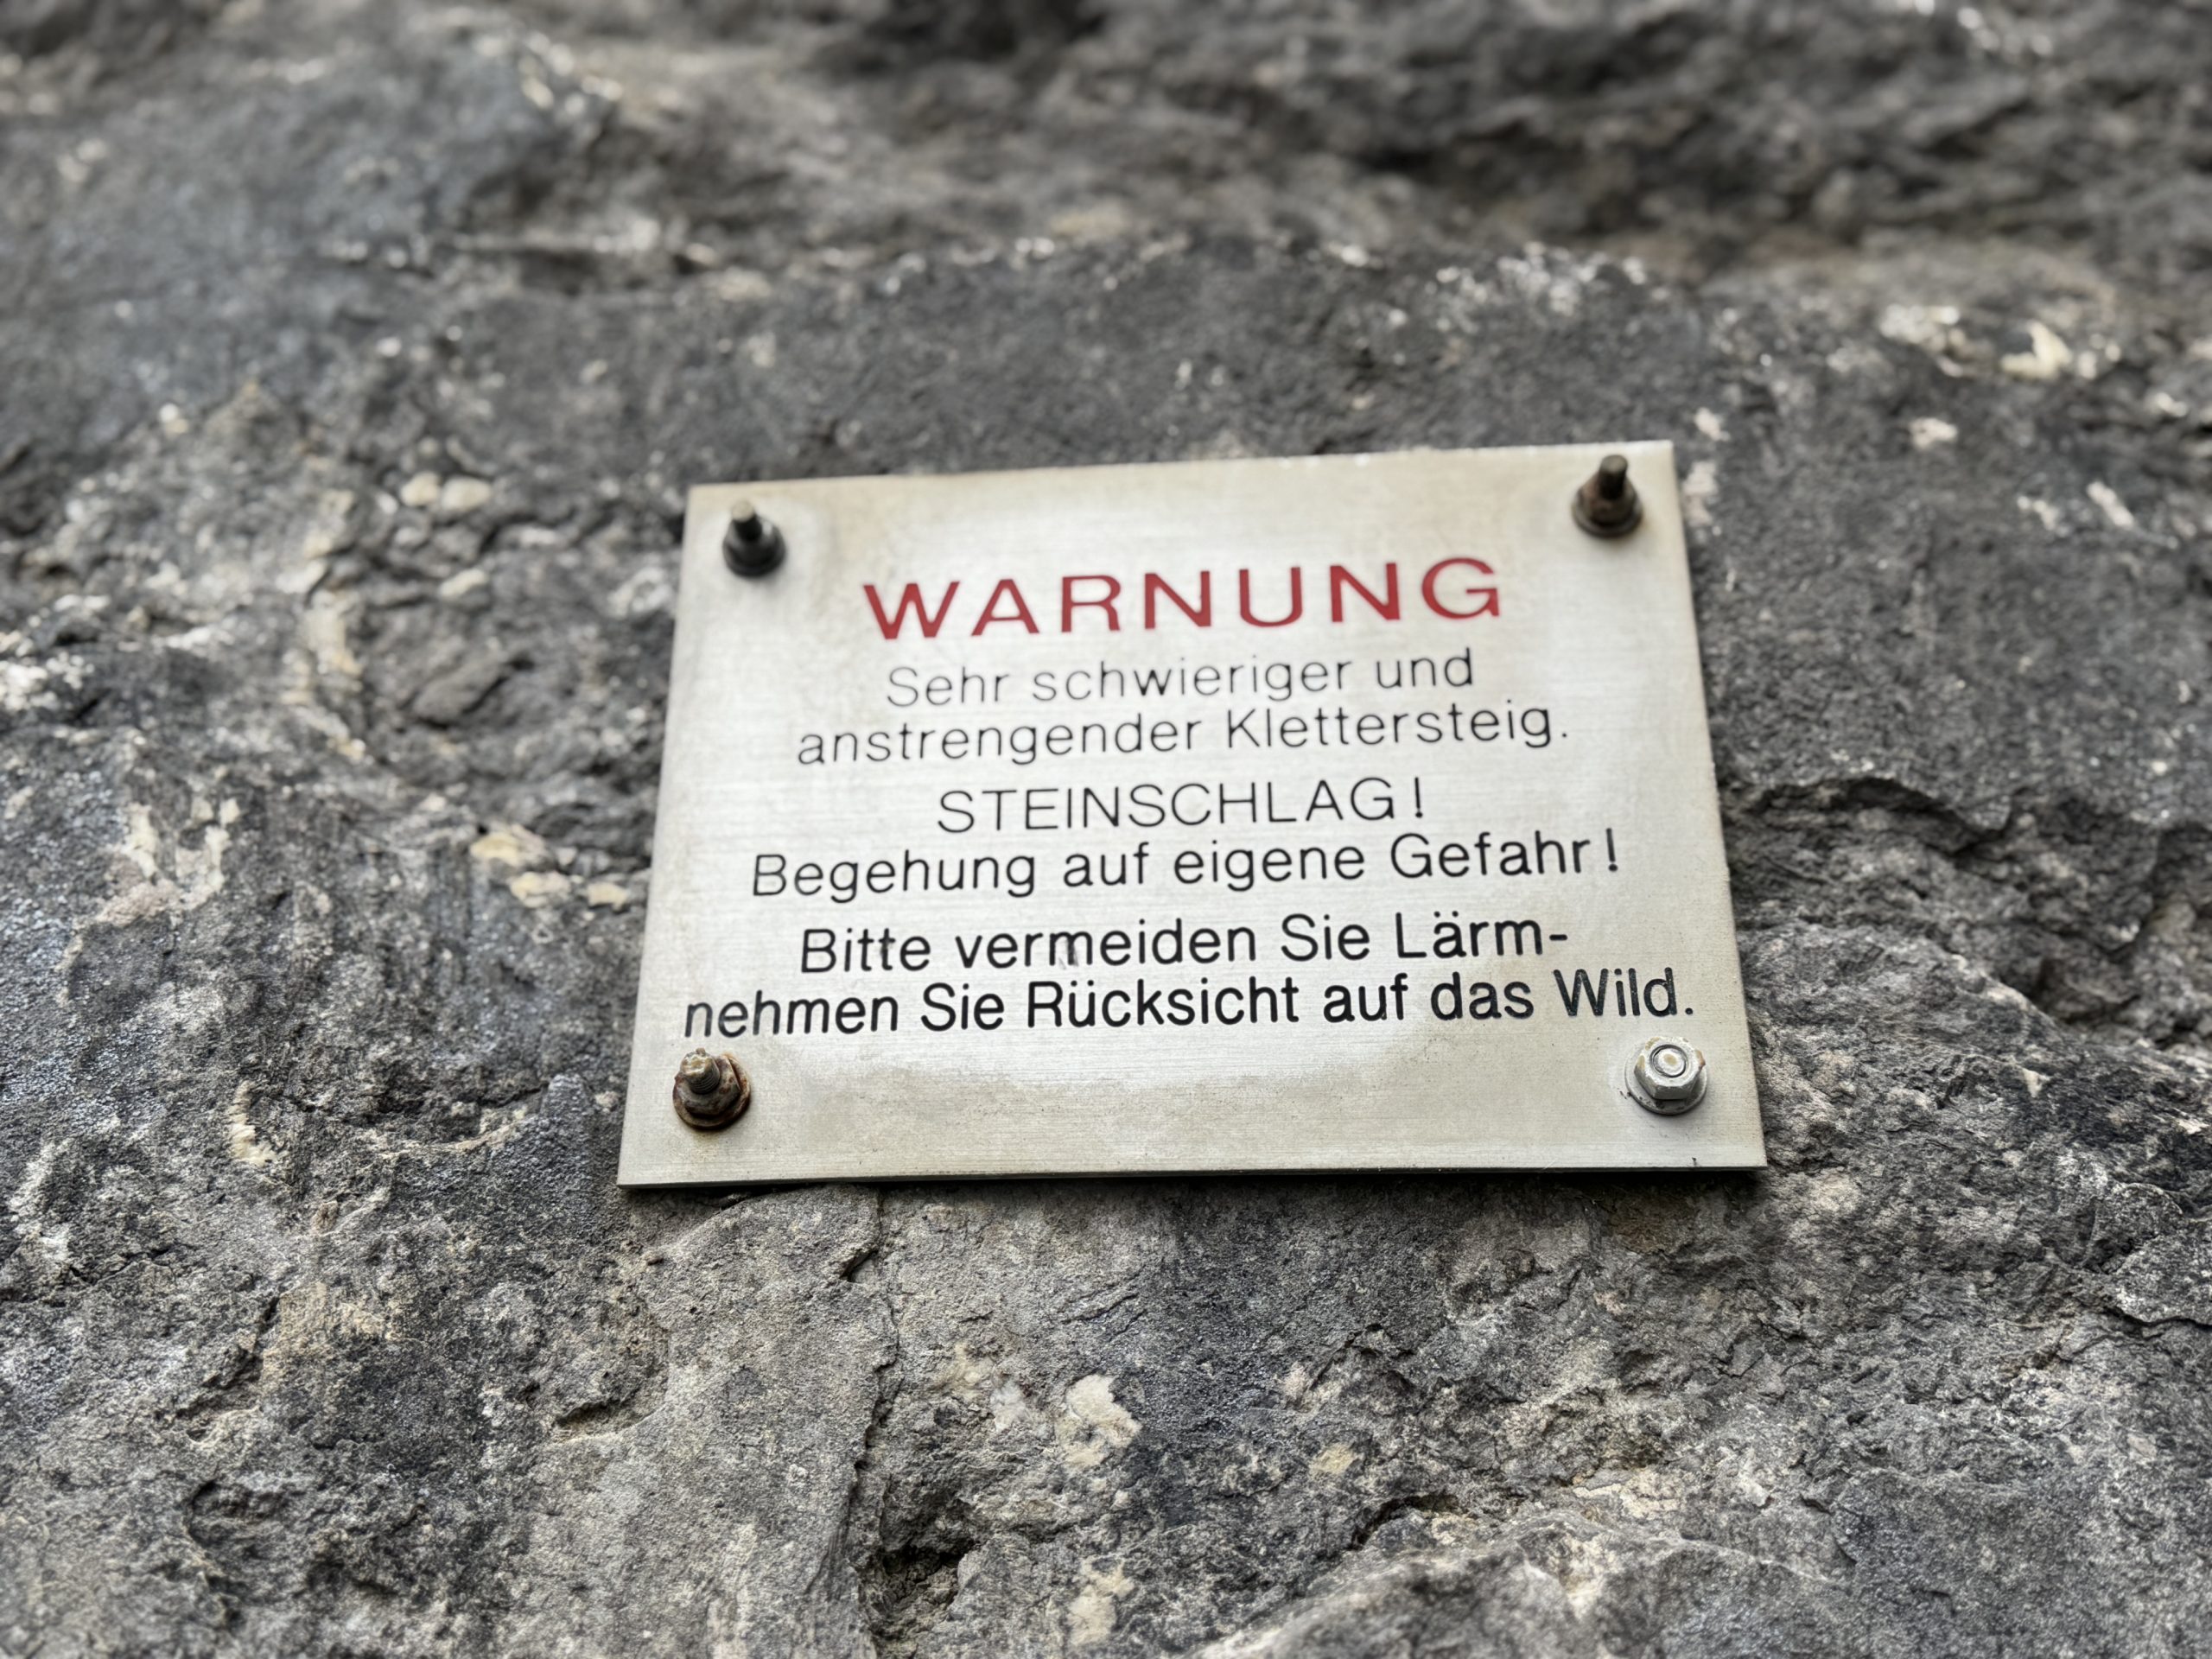 WARNUNG
Sehr schwieriger und
anstrengender Klettersteig.
STEINSCHLAG!
Begehung auf eigene Gefahr!
Bitte vermeiden Sie Lärm-
nehmen Sie Rücksicht auf das Wild.